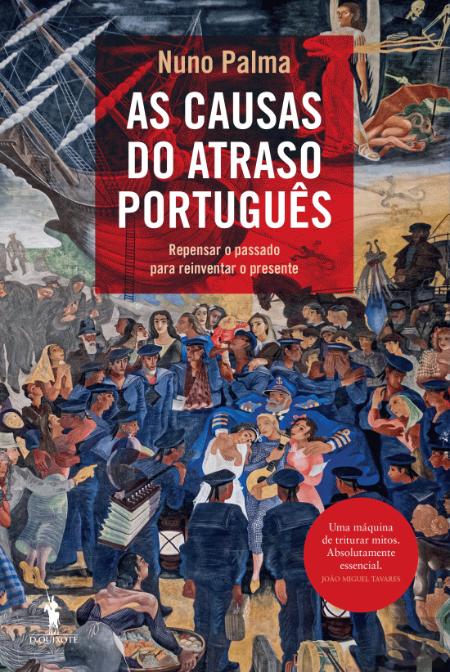 Nuno Palma
AS CAUSAS
DO ATRASO
PORTUGUÊS
Repensar o passado
para reinventar o presente
Uma máquina
de triturar mitos.
Absolutamente
essencial.
JOÃO MIGUEL TAVARES
D. QUIXOTE